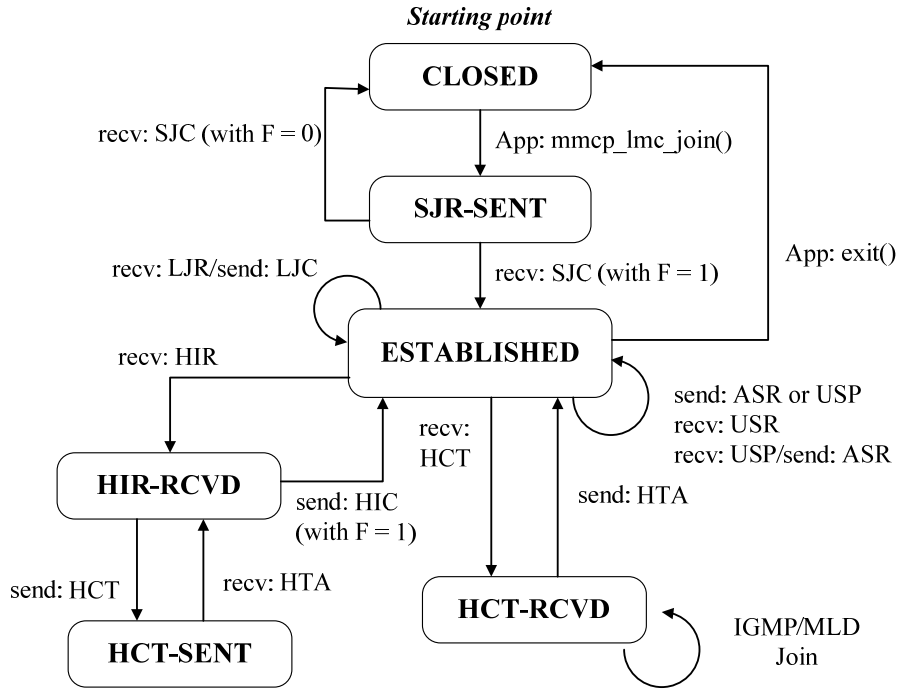 Starting point
CLOSED
recv: SJC (with F = 0)
App: mmcp_lmc_join()
SJR-SENT
App: exit()
recv: LJR/send: LJC
recv: SJC (with F = 1)
ESTABLISHED
recv: HIR
send: ASR or USP
recv: USR
recv: USP/send: ASR
recv:
HCT
HIR-RCVD
send: HIC
(with F = 1)
send: HTA
send: HCT
recv: HTA
HCT-RCVD
IGMP/MLD
Join
HCT-SENT